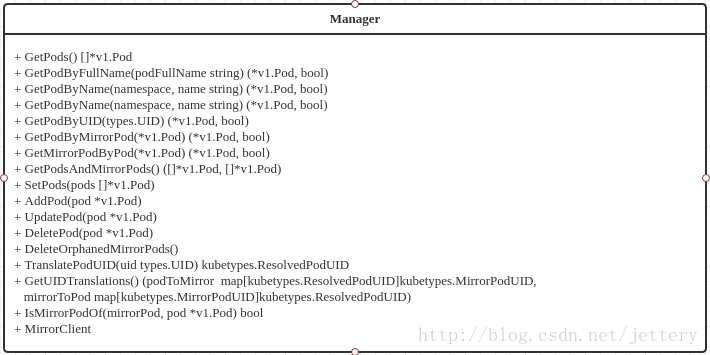 Manager
+ GetPods() []*v1.Pod
+ GetPodByFullName(podFullName string) (*v1.Pod, bool)
+ GetPodByName(namespace, name string) (*v1.Pod, bool)
+ GetPodByName(namespace, name string) (*v1.Pod, bool)
+ GetPodByUID(types.UID) (*v1.Pod, bool)
+ GetPodByMirrorPod(*v1.Pod) (*v1.Pod, bool)
+ GetMirrorPodByPod(*v1.Pod) (*v1.Pod, bool)
+ GetPodsAndMirrorPods() ([]*v1.Pod, []*v1.Pod)
+ SetPods(pods []*v1.Pod)
+ AddPod(pod *v1.Pod)
+ UpdatePod(pod *v1.Pod)
+ DeletePod(pod *v1.Pod)
+ DeleteOrphanedMirrorPods()
+ TranslatePodUID(uid types.UID) kubetypes.ResolvedPodUID
+ GetUIDTranslations() (podToMirror  map[kubetypes.ResolvedPodUID]kubetypes.MirrorPodUID,
mirrorToPod map[kubetypes.MirrorPodUID]kubetypes.ResolvedPodUID)
+ IsMirrorPodOf(mirrorPod, pod *v1.Pod) bool
+ MirrorClient
http://blog.csdn.net/jettery